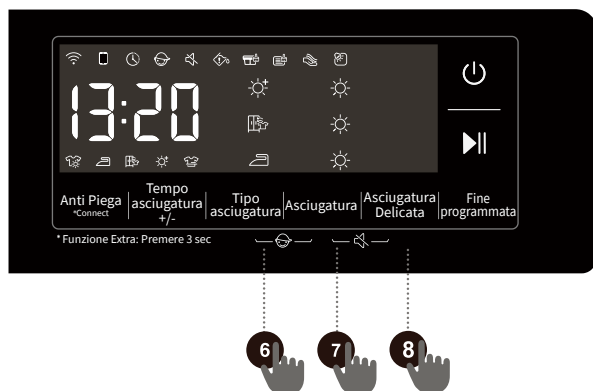 13:20
Anti Piega
*Connect
Tempo
asciugatura
+/-
Tipo
asciugatura
Asciugatura
Asciugatura
Delicata
Fine
programmata
* Funzione Extra: Premere 3 sec
6
7
8